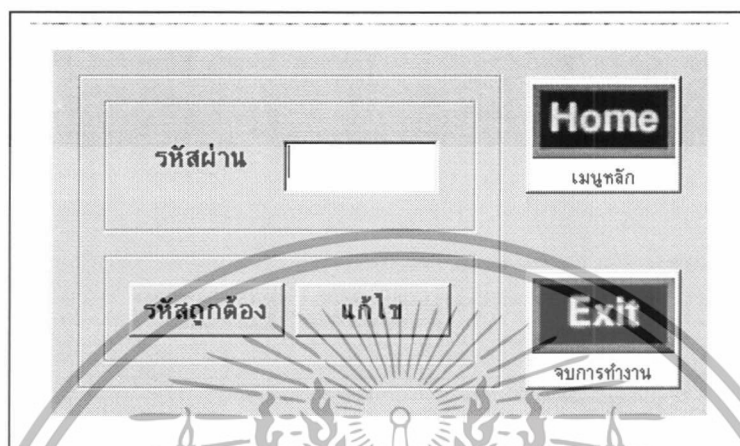 รหัสผ่าน
Home
เมนูหลัก
รหัสถูกต้อง
แก้ไข
Exit
จบการทำงาน